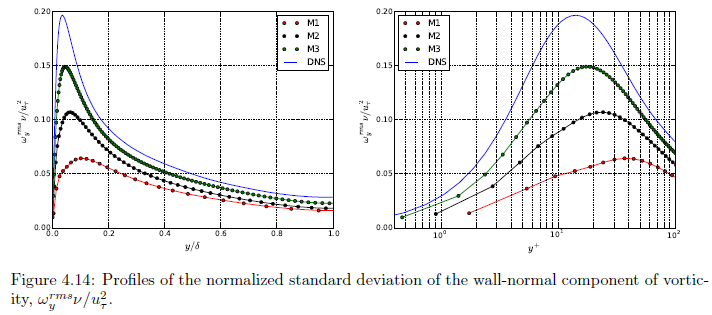 0.20
0.15
0.10
0.05
0.00
ω_y^{rms} ν/u_τ^2
0.0 0.2 0.4 0.6 0.8 1.0
y/δ
M1
M2
M3
DNS
0.20
0.15
0.10
0.05
0.00
ω_y^{rms} ν/u_τ^2
10^0 10^1 10^2
y^+
M1
M2
M3
DNS
Figure 4.14: Profiles of the normalized standard deviation of the wall-normal component of vortic-
ity, ω_y^{rms}ν/u_τ^2.